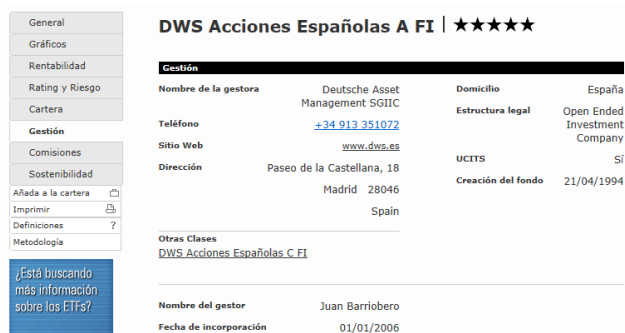 General
Gráficos
Rentabilidad
Rating y Riesgo
Cartera
Gestión
Comisiones
Sostenibilidad
Añada a la cartera
Imprimir
Definiciones ?
Metodología
¿Está buscando
más información
sobre los ETFs?
DWS Acciones Españolas A FI | ★★★★★
Gestión
Nombre de la gestora Deutsche Asset
Management SGIIC
Teléfono +34 913 351072
Sitio Web www.dws.es
Dirección Paseo de la Castellana, 18
Madrid 28046
Spain
Otras Clases
DWS Acciones Españolas C FI
Domicilio España
Estructura legal Open Ended
Investment
Company
UCITS Sí
Creación del fondo 21/04/1994
Nombre del gestor Juan Barriobero
Fecha de incorporación 01/01/2006